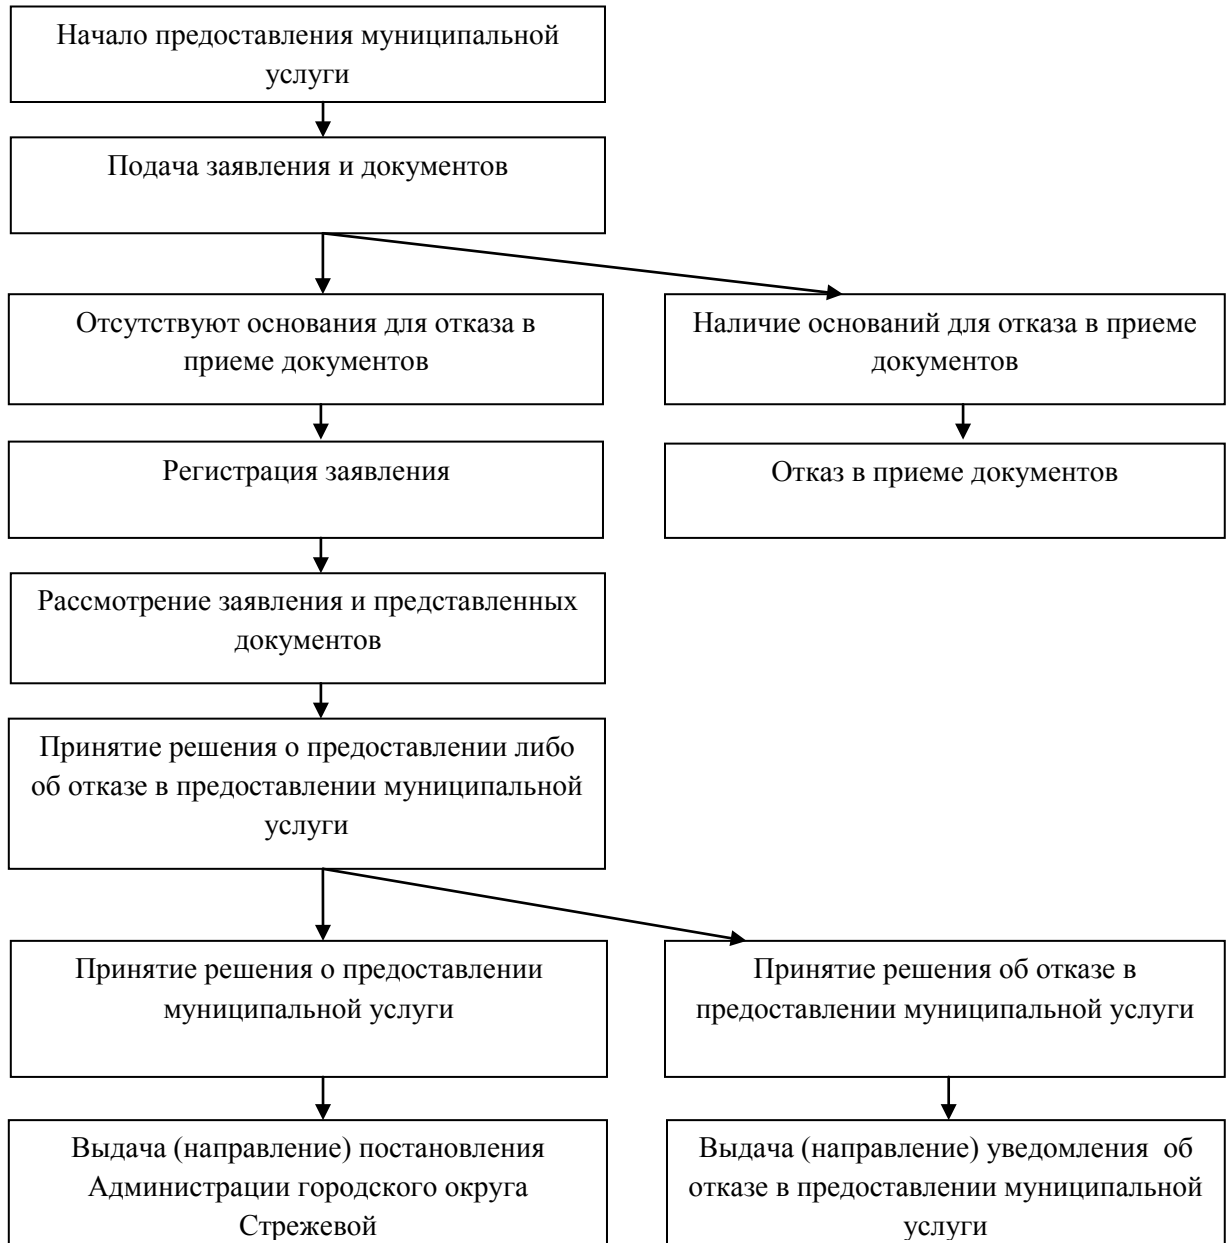 Начало предоставления муниципальной
услуги
Подача заявления и документов
Отсутствуют основания для отказа в
приеме документов
Наличие оснований для отказа в приеме
документов
Регистрация заявления
Отказ в приеме документов
Рассмотрение заявления и представленных
документов
Принятие решения о предоставлении либо
об отказе в предоставлении муниципальной
услуги
Принятие решения о предоставлении
муниципальной услуги
Принятие решения об отказе в
предоставлении муниципальной услуги
Выдача (направление) постановления
Администрации городского округа
Стрежевой
Выдача (направление) уведомления об
отказе в предоставлении муниципальной
услуги